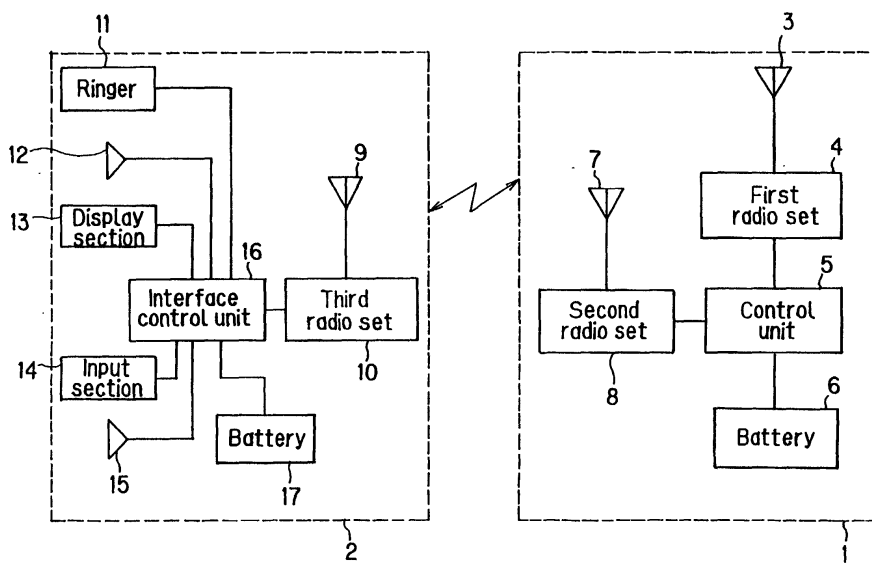 11
Ringer
12
13
Display
section
16
Interface
control unit
14
Input
section
15
Battery
17
9
Third
radio set
10
2
3
4
First
radio set
7
5
Second
radio set
8
Control
unit
6
Battery
1